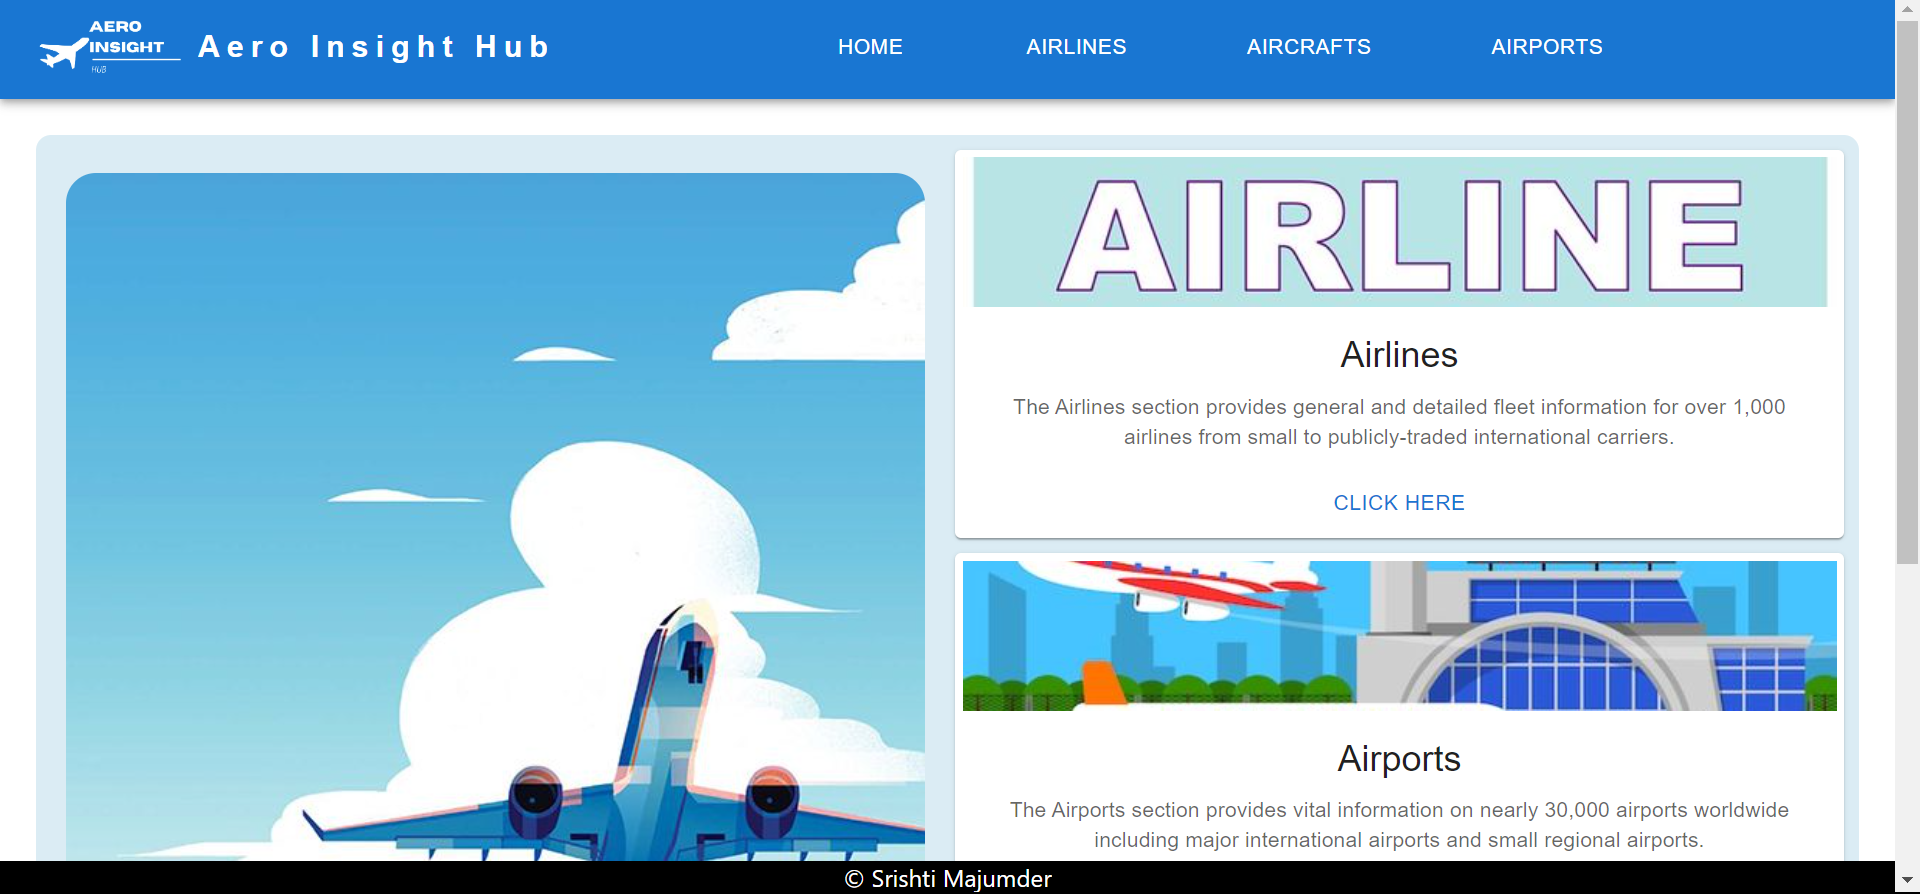 AERO
INSIGHT
HUB
Aero Insight Hub
HOME
AIRLINES
AIRCRAFTS
AIRPORTS
AIRLINE
Airlines
The Airlines section provides general and detailed fleet information for over 1,000
airlines from small to publicly-traded international carriers.
CLICK HERE
Airports
The Airports section provides vital information on nearly 30,000 airports worldwide
including major international airports and small regional airports.
© Srishti Majumder